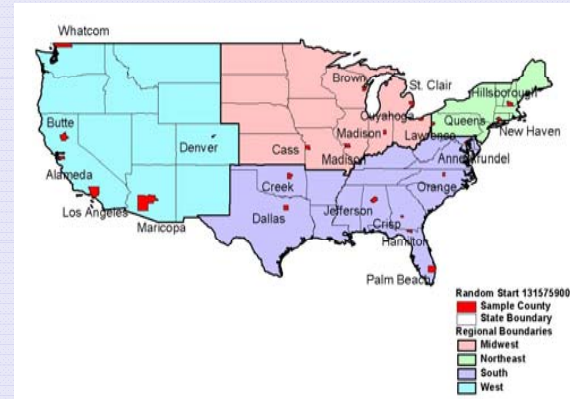 Whatcom
Brown
St. Clair
Hillsborough
Cuyahoga
Butte
Queens
Madison
Lawrence
New Haven
Denver
Cass
Madison
Anne Arundel
Alameda
Creek
Orange
Los Angeles
Dallas
Jefferson
Maricopa
Crisp
Hamilton
Palm Beach
Random Start 131575900
Sample County
State Boundary
Regional Boundaries
Midwest
Northeast
South
West